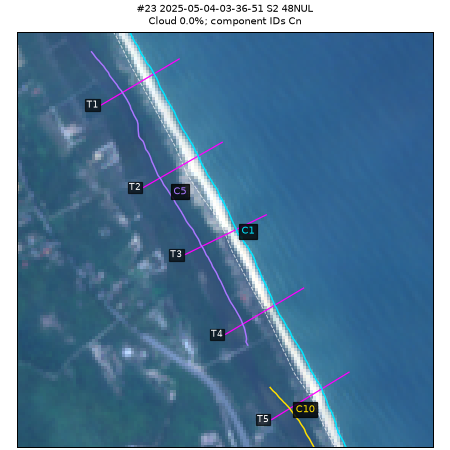 #23 2025-05-04-03-36-51 S2 48NUL
Cloud 0.0%; component IDs Cn
T1
T2
C5
C1
T3
T4
C10
T5